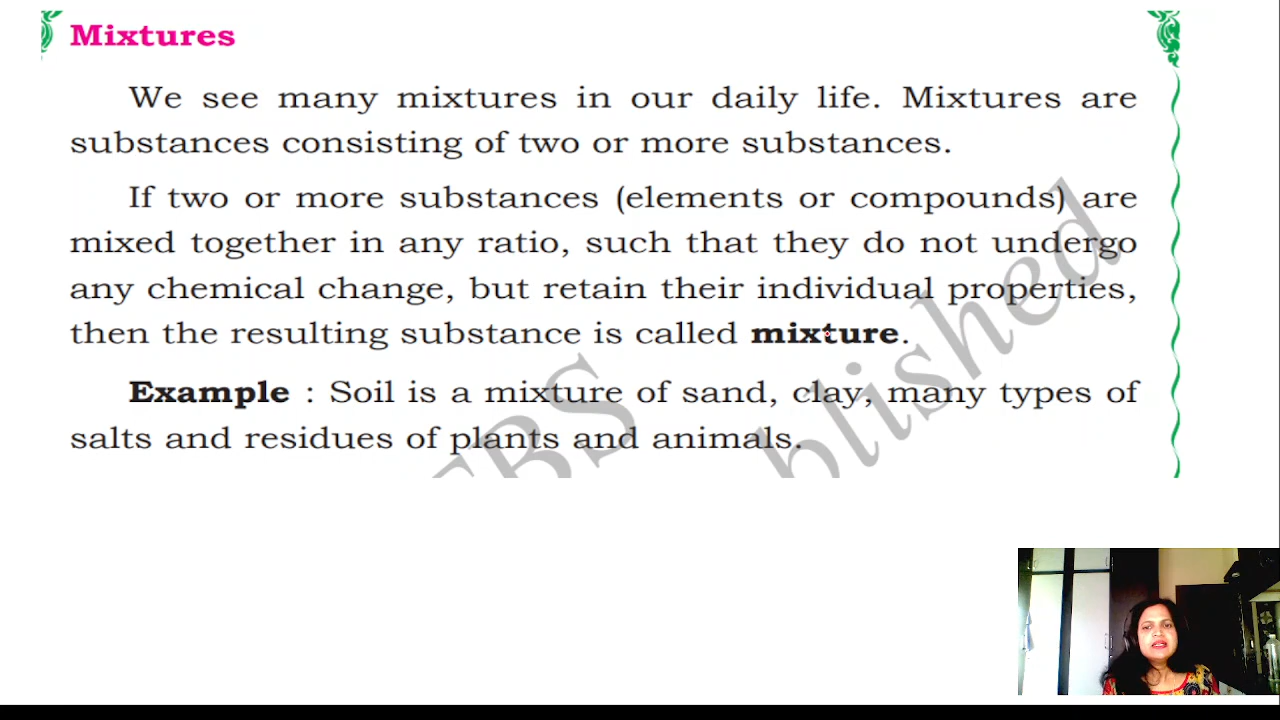 Mixtures
We see many mixtures in our daily life. Mixtures are
substances consisting of two or more substances.
If two or more substances (elements or compounds) are
mixed together in any ratio, such that they do not undergo
any chemical change, but retain their individual properties,
then the resulting substance is called mixture.
Example : Soil is a mixture of sand, clay, many types of
salts and residues of plants and animals.
blished